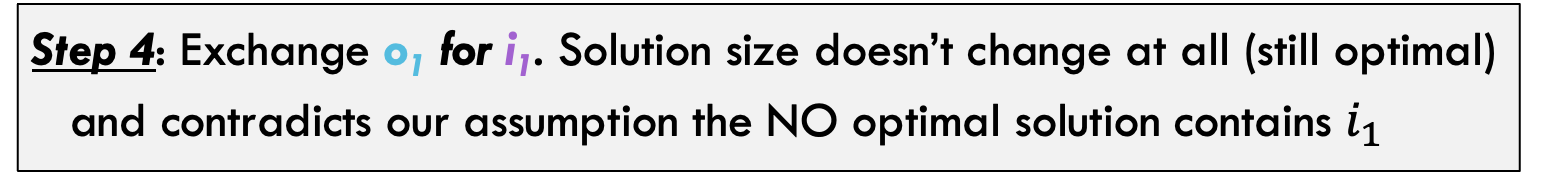 Step 4: Exchange o₁ for i₁. Solution size doesn't change at all (still optimal)
and contradicts our assumption the NO optimal solution contains i₁